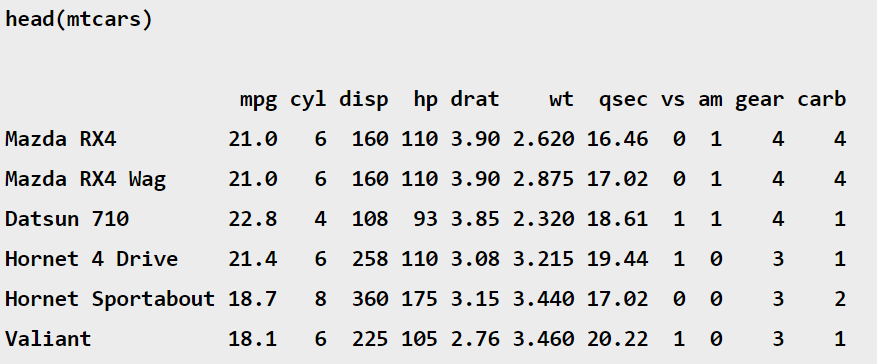 head(mtcars)
mpg cyl disp hp drat wt qsec vs am gear carb
Mazda RX4 21.0 6 160 110 3.90 2.620 16.46 0 1 4 4
Mazda RX4 Wag 21.0 6 160 110 3.90 2.875 17.02 0 1 4 4
Datsun 710 22.8 4 108 93 3.85 2.320 18.61 1 1 4 1
Hornet 4 Drive 21.4 6 258 110 3.08 3.215 19.44 1 0 3 1
Hornet Sportabout 18.7 8 360 175 3.15 3.440 17.02 0 0 3 2
Valiant 18.1 6 225 105 2.76 3.460 20.22 1 0 3 1